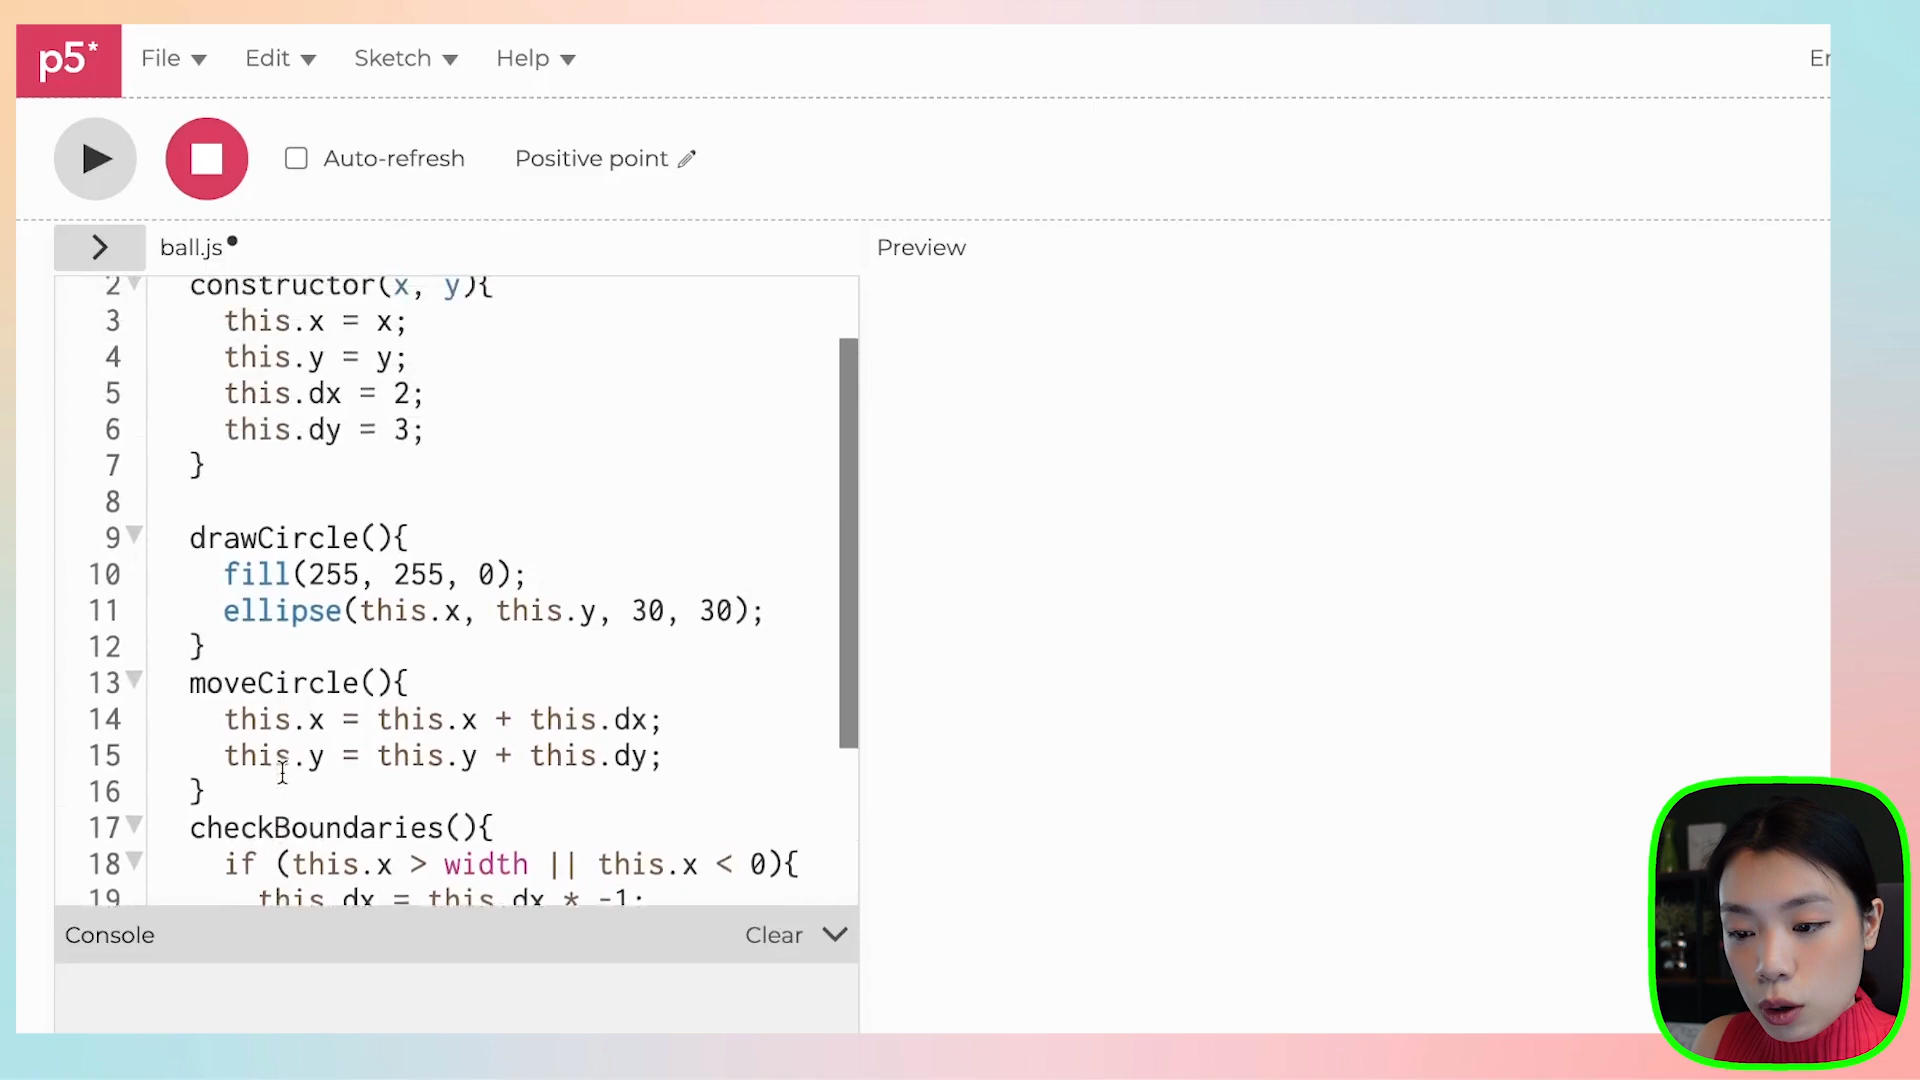 p5* File Edit Sketch Help
Auto-refresh Positive point
ball.js Preview
2 constructor(x, y){
3 this.x = x;
4 this.y = y;
5 this.dx = 2;
6 this.dy = 3;
7 }
8
9 drawCircle(){
10 fill(255, 255, 0);
11 ellipse(this.x, this.y, 30, 30);
12 }
13 moveCircle(){
14 this.x = this.x + this.dx;
15 this.y = this.y + this.dy;
16 }
17 checkBoundaries(){
18 if (this.x > width || this.x < 0){
19 this.dx = this.dx * -1;
Console Clear